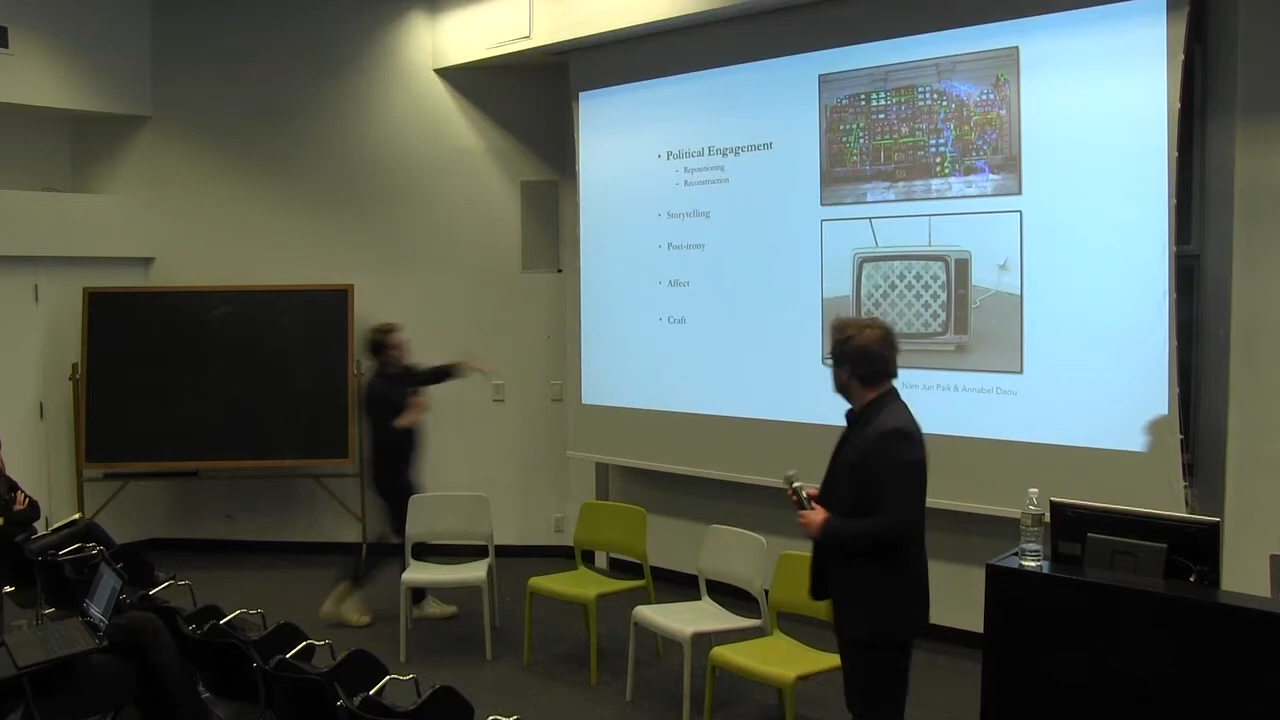 • Political Engagement
– Repositioning
– Reconstruction
• Storytelling
• Post-irony
• Affect
• Craft
Nam Jun Paik & Annabel Daou